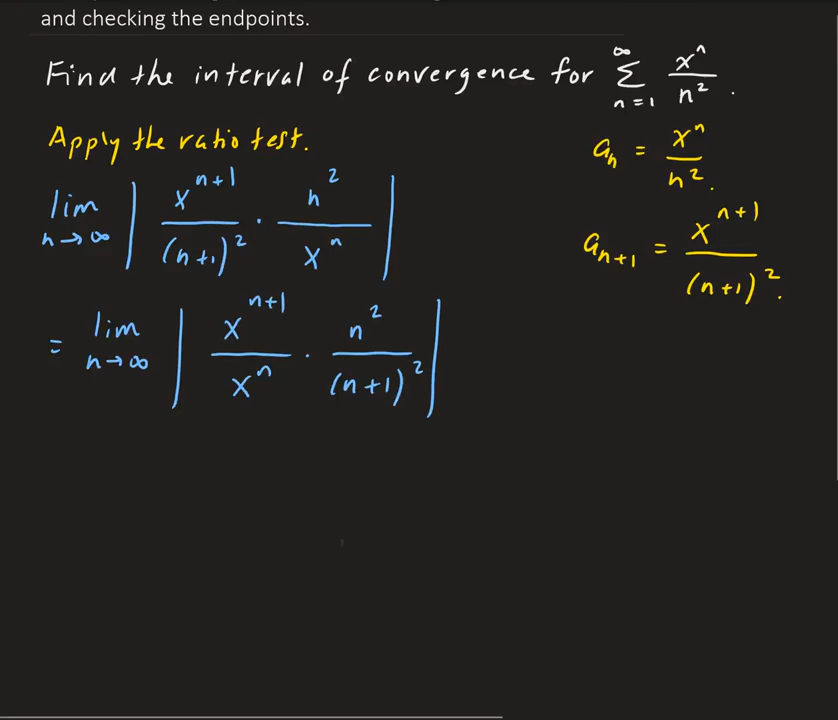 and checking the endpoints.
Find the interval of convergence for ∑_{n=1}^{∞} x^n / n^2.
Apply the ratio test.
a_n = x^n / n^2.
lim_{n→∞} | x^{n+1} / (n+1)^2 · n^2 / x^n |
a_{n+1} = x^{n+1} / (n+1)^2.
= lim_{n→∞} | x^{n+1} / x^n · n^2 / (n+1)^2 |